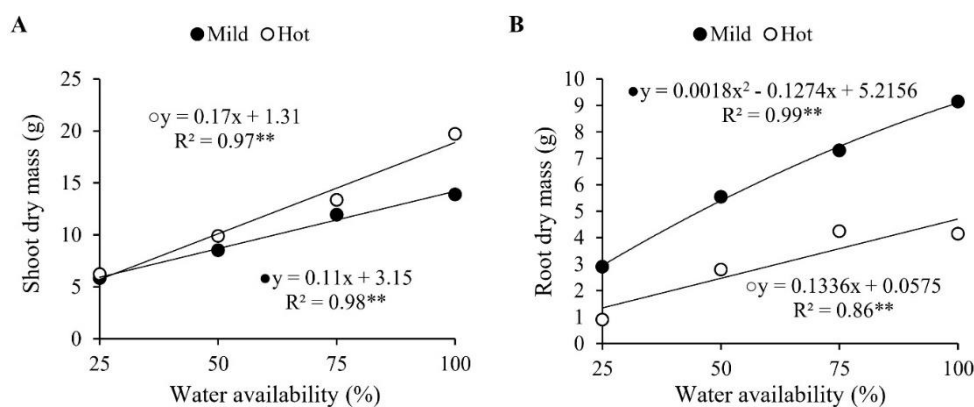 A
B
●Mild ○Hot
●Mild ○Hot
Shoot dry mass (g)
25
20
15
10
5
0
○y = 0.17x + 1.31
R² = 0.97**
●y = 0.11x + 3.15
R² = 0.98**
25 50 75 100
Water availability (%)
Root dry mass (g)
10
9
8
7
6
5
4
3
2
1
0
●y = 0.0018x² - 0.1274x + 5.2156
R² = 0.99**
○y = 0.1336x + 0.0575
R² = 0.86**
25 50 75 100
Water availability (%)